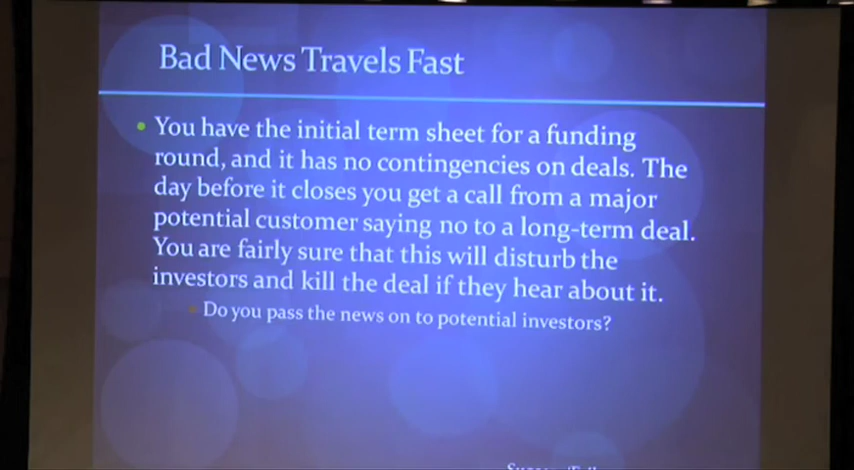 Bad News Travels Fast
You have the initial term sheet for a funding
round, and it has no contingencies on deals. The
day before it closes you get a call from a major
potential customer saying no to a long-term deal.
You are fairly sure that this will disturb the
investors and kill the deal if they hear about it.
Do you pass the news on to potential investors?